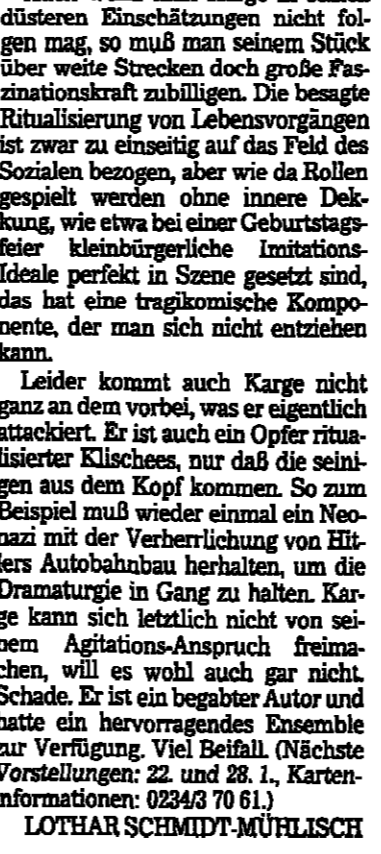 düsteren Einschätzungen nicht fol-
gen mag, so muß man seinem Stück
über weite Strecken doch große Fas-
zinationskraft zubilligen. Die besagte
Ritualisierung von Lebensvorgängen
ist zwar zu einseitig auf das Feld des
Sozialen bezogen, aber wie da Rollen
gespielt werden ohne innere Dek-
kung, wie etwa bei einer Geburtstags-
feier kleinbürgerliche Imitations-
Ideale perfekt in Szene gesetzt sind,
das hat eine tragikomische Kompo-
nente, der man sich nicht entziehen
kann.
Leider kommt auch Karge nicht
ganz an dem vorbei, was er eigentlich
attackiert. Er ist auch ein Opfer ritua-
lisierter Klischees, nur daß die seini-
gen aus dem Kopf kommen. So zum
Beispiel muß wieder einmal ein Neo-
nazi mit der Verherrlichung von Hit-
lers Autobahnbau herhalten, um die
Dramaturgie in Gang zu halten. Kar-
ge kann sich letztlich nicht von sei-
nem Agitations-Anspruch freima-
chen, will es wohl auch gar nicht.
Schade. Er ist ein begabter Autor und
hatte ein hervorragendes Ensemble
zur Verfügung. Viel Beifall. (Nächste
Vorstellungen: 22. und 28. 1., Karten-
informationen: 0234/3 70 61.)
LOTHAR SCHMIDT-MÜHLISCH